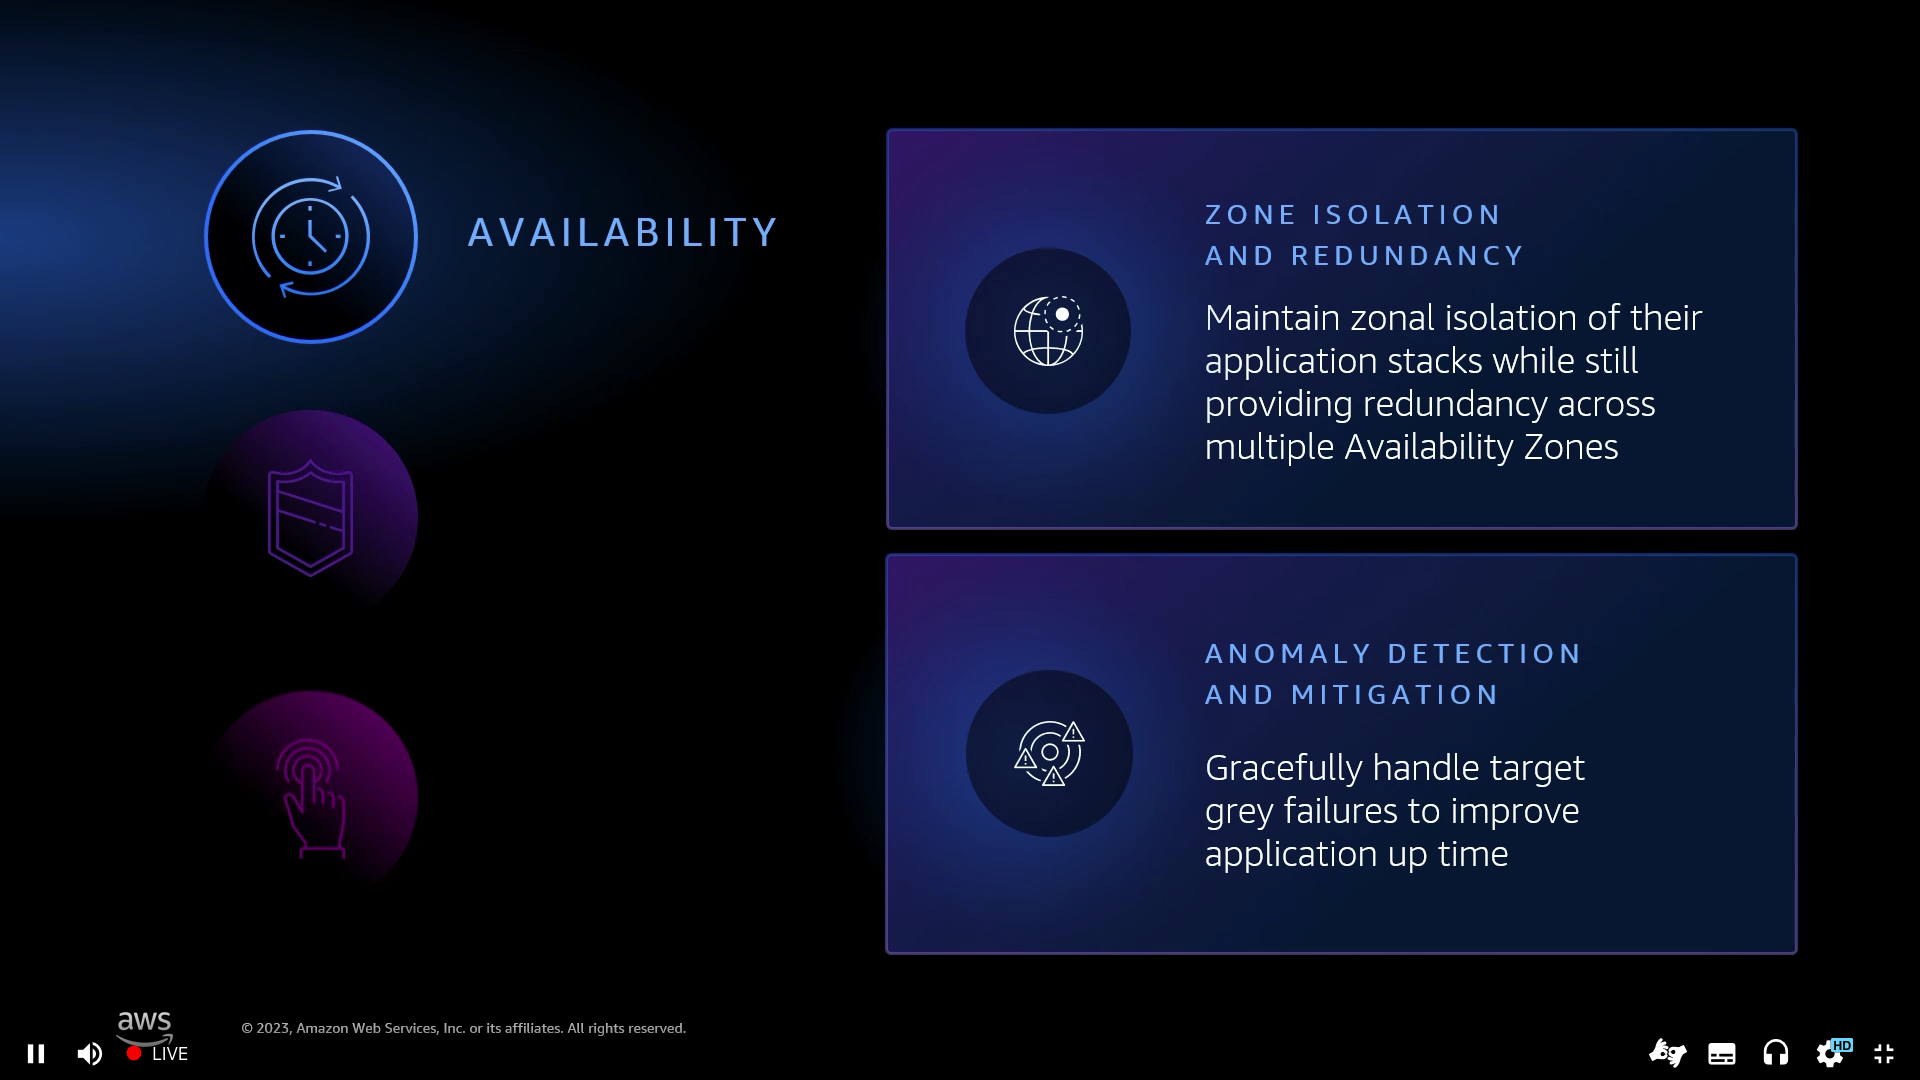 AVAILABILITY
ZONE ISOLATION
AND REDUNDANCY
Maintain zonal isolation of their
application stacks while still
providing redundancy across
multiple Availability Zones
ANOMALY DETECTION
AND MITIGATION
Gracefully handle target
grey failures to improve
application up time
aws
© 2023, Amazon Web Services, Inc. or its affiliates. All rights reserved.
LIVE
HD